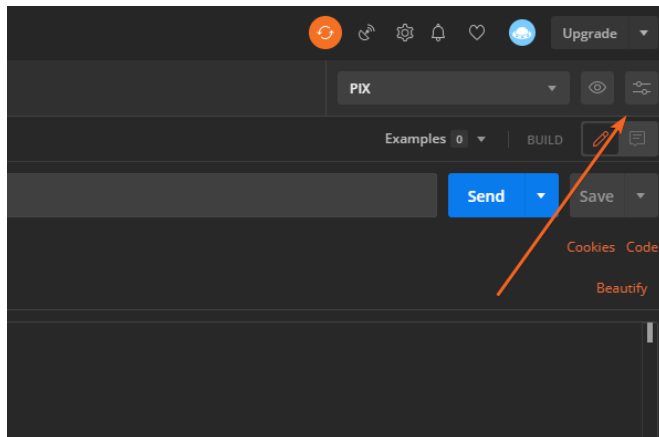 Upgrade
PIX
Examples 0 BUILD
Send Save
Cookies Code
Beautify